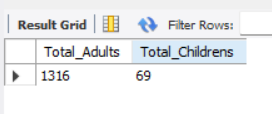 Result Grid Filter Rows:
Total_Adults Total_Childrens
1316 69